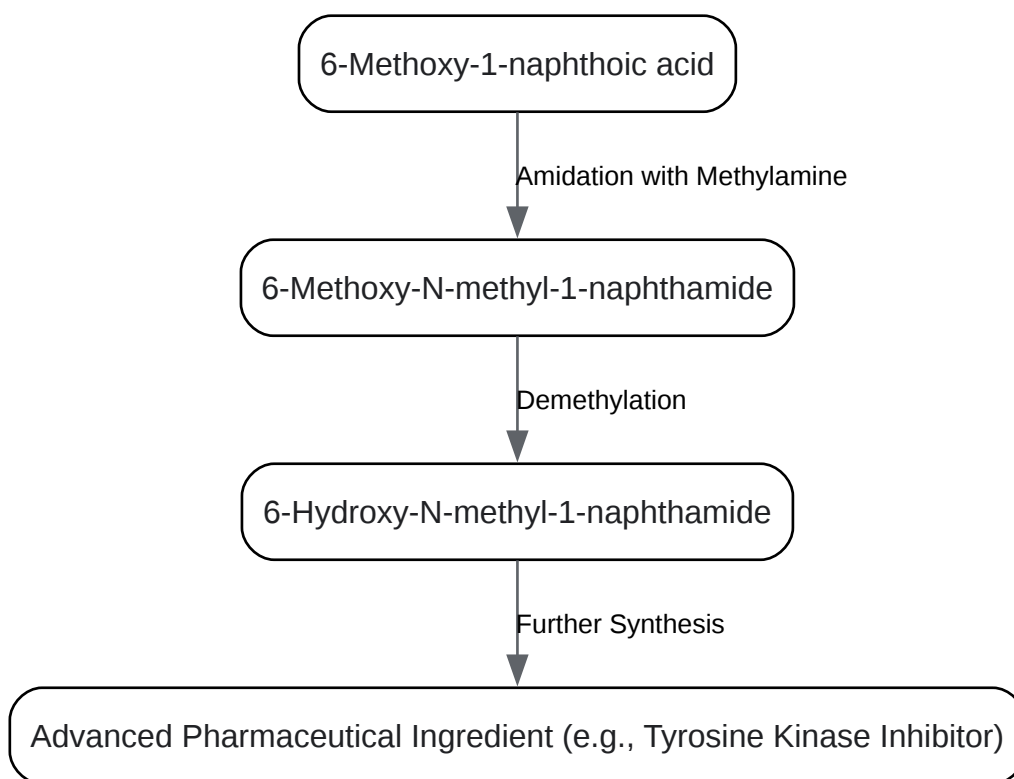 6-Methoxy-1-naphthoic acid
Amidation with Methylamine
6-Methoxy-N-methyl-1-naphthamide
Demethylation
6-Hydroxy-N-methyl-1-naphthamide
Further Synthesis
Advanced Pharmaceutical Ingredient (e.g., Tyrosine Kinase Inhibitor)